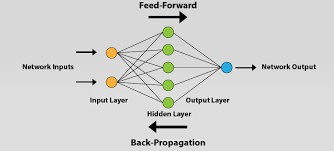 Feed-Forward
Network Inputs
Network Output
Input Layer
Output Layer
Hidden Layer
Back-Propagation